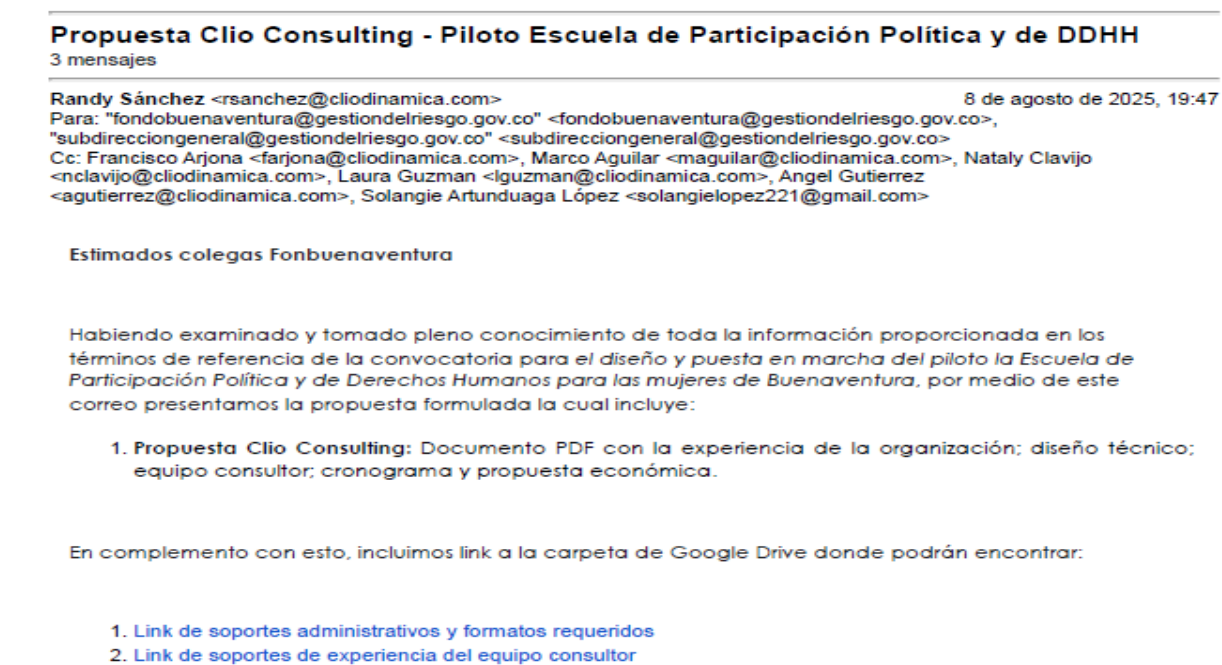 Propuesta Clio Consulting - Piloto Escuela de Participación Política y de DDHH
3 mensajes
Randy Sánchez <rsanchez@cliodinamica.com> 8 de agosto de 2025, 19:47
Para: "fondobuenaventura@gestiondelriesgo.gov.co" <fondobuenaventura@gestiondelriesgo.gov.co>,
"subdirecciongeneral@gestiondelriesgo.gov.co" <subdirecciongeneral@gestiondelriesgo.gov.co>
Cc: Francisco Arjona <farjona@cliodinamica.com>, Marco Aguilar <maguilar@cliodinamica.com>, Nataly Clavijo
<nclavijo@cliodinamica.com>, Laura Guzman <lguzman@cliodinamica.com>, Angel Gutierrez
<agutierrez@cliodinamica.com>, Solangie Artunduaga López <solangielopez221@gmail.com>
Estimados colegas Fonbuenaventura
Habiendo examinado y tomado pleno conocimiento de toda la información proporcionada en los
términos de referencia de la convocatoria para el diseño y puesta en marcha del piloto la Escuela de
Participación Política y de Derechos Humanos para las mujeres de Buenaventura, por medio de este
correo presentamos la propuesta formulada la cual incluye:
1. Propuesta Clio Consulting: Documento PDF con la experiencia de la organización; diseño técnico;
equipo consultor; cronograma y propuesta económica.
En complemento con esto, incluimos link a la carpeta de Google Drive donde podrán encontrar:
1. Link de soportes administrativos y formatos requeridos
2. Link de soportes de experiencia del equipo consultor